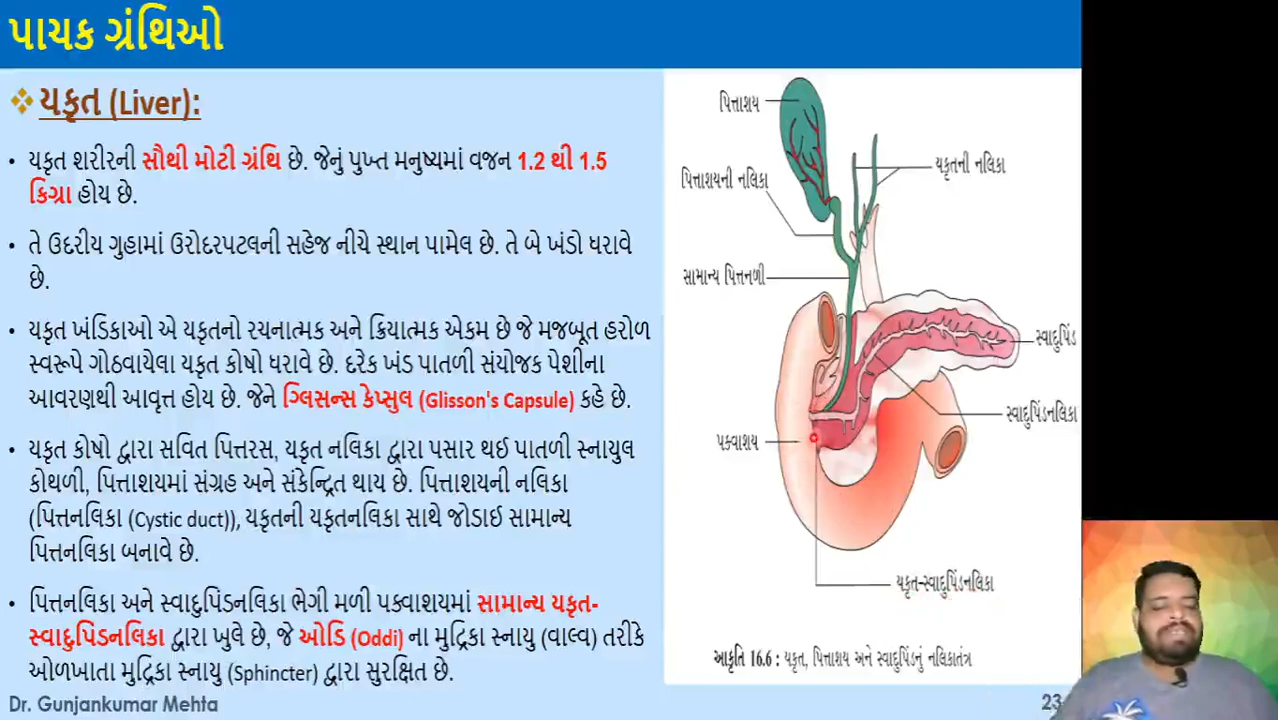 પાચક ગ્રંથિઓ
યકૃત (Liver):
• યકૃત શરીરની સૌથી મોટી ગ્રંથિ છે. જેનું પુખ્ત મનુષ્યમાં વજન 1.2 થી 1.5
કિગ્રા હોય છે.
• તે ઉદરીય ગુહામાં ઉરોદરપટલની સહેજ નીચે સ્થાન પામેલ છે. તે બે ખંડો ધરાવે
છે.
• યકૃત ખંડિકાઓ એ યકૃતનો રચનાત્મક અને ક્રિયાત્મક એકમ છે જે મજબૂત હરોળ
સ્વરૂપે ગોઠવાયેલા યકૃત કોષો ધરાવે છે. દરેક ખંડ પાતળી સંયોજક પેશીના
આવરણથી આવૃત્ત હોય છે. જેને ગ્લિસન્સ કેપ્સુલ (Glisson's Capsule) કહે છે.
• યકૃત કોષો દ્વારા સવિત પિત્તરસ, યકૃત નલિકા દ્વારા પસાર થઈ પાતળી સ્નાયુલ
કોથળી, પિત્તાશયમાં સંગ્રહ અને સંકેન્દ્રિત થાય છે. પિત્તાશયની નલિકા
(પિત્તનલિકા (Cystic duct)), યકૃતની યકૃતનલિકા સાથે જોડાઈ સામાન્ય
પિત્તનલિકા બનાવે છે.
• પિત્તનલિકા અને સ્વાદુપિંડનલિકા ભેગી મળી પક્વાશયમાં સામાન્ય યકૃત-
સ્વાદુપિંડનલિકા દ્વારા ખુલે છે, જે ઓડિ (Oddi) ના મુદ્રિકા સ્નાયુ (વાલ્વ) તરીકે
ઓળખાતા મુદ્રિકા સ્નાયુ (Sphincter) દ્વારા સુરક્ષિત છે.
પિત્તાશય
યકૃતની નલિકા
પિત્તાશયની નલિકા
સામાન્ય પિત્તનળી
સ્વાદુપિંડ
સ્વાદુપિંડનલિકા
પક્વાશય
યકૃત-સ્વાદુપિંડનલિકા
આકૃતિ 16.6 : યકૃત, પિત્તાશય અને સ્વાદુપિંડનું નલિકાતંત્ર
Dr. Gunjankumar Mehta
23